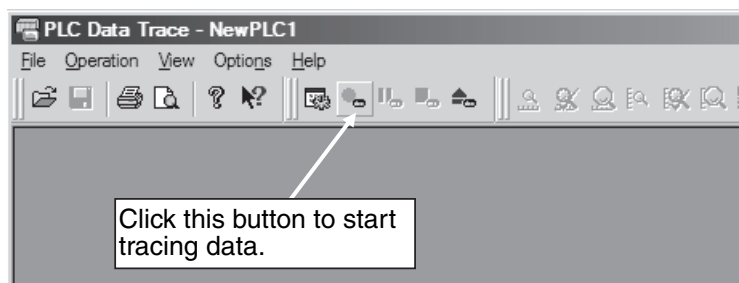 PLC Data Trace - NewPLC1
File Operation View Options Help
Click this button to start
tracing data.